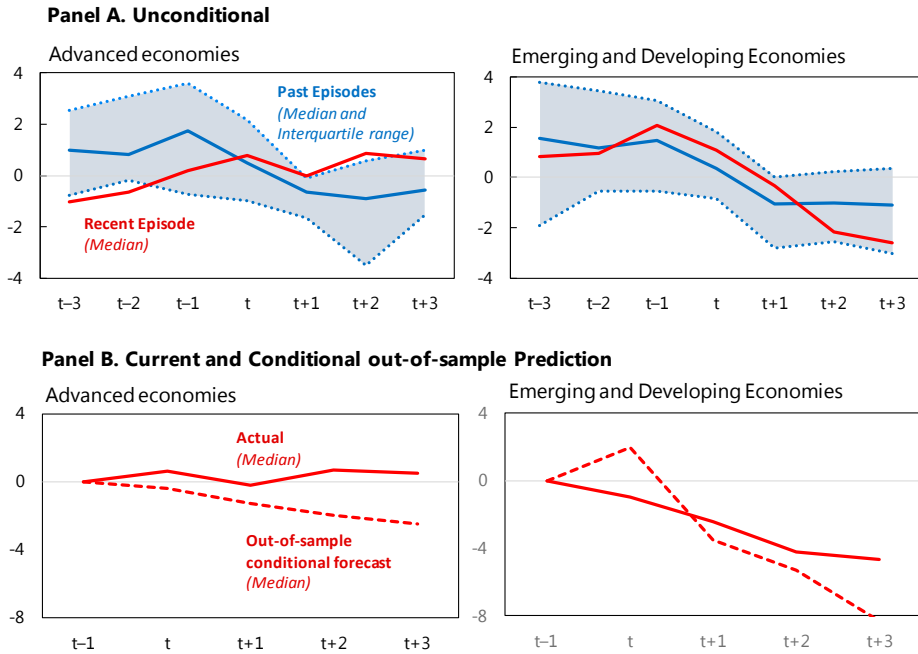 Panel A. Unconditional
Advanced economies
4
2
0
-2
-4
Past Episodes
(Median and
Interquartile range)
Recent Episode
(Median)
t–3 t–2 t–1 t t+1 t+2 t+3
Emerging and Developing Economies
4
2
0
-2
-4
t–3 t–2 t–1 t t+1 t+2 t+3
Panel B. Current and Conditional out-of-sample Prediction
Advanced economies
4
0
-4
-8
Actual
(Median)
Out-of-sample
conditional forecast
(Median)
t–1 t t+1 t+2 t+3
Emerging and Developing Economies
4
0
-4
-8
t–1 t t+1 t+2 t+3